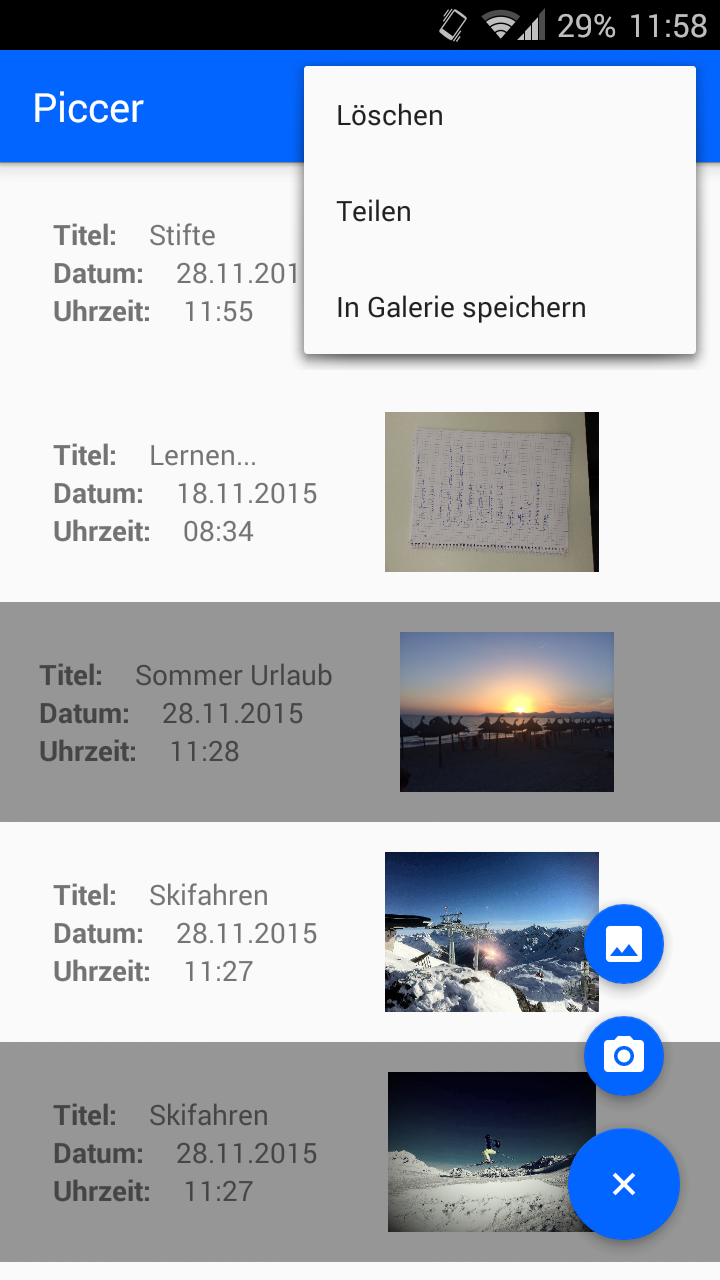 29% 11:58
Piccer
Löschen
Teilen
In Galerie speichern
Titel: Stifte
Datum: 28.11.201
Uhrzeit: 11:55
Titel: Lernen...
Datum: 18.11.2015
Uhrzeit: 08:34
Titel: Sommer Urlaub
Datum: 28.11.2015
Uhrzeit: 11:28
Titel: Skifahren
Datum: 28.11.2015
Uhrzeit: 11:27
Titel: Skifahren
Datum: 28.11.2015
Uhrzeit: 11:27